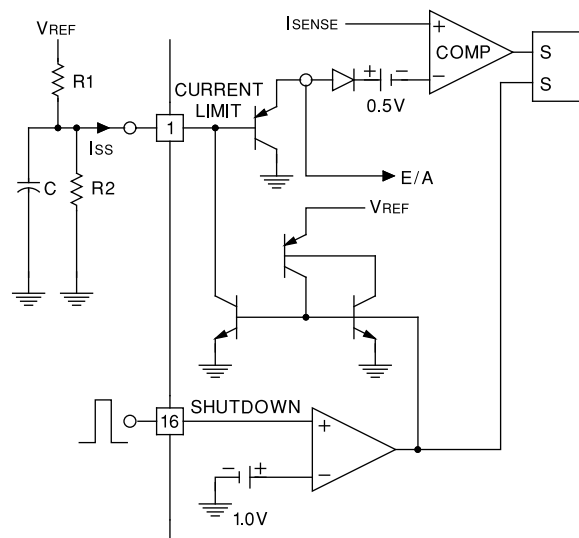 ISENSE
+
COMP
−
S
S
VREF
R1
CURRENT
LIMIT
+ −
0.5V
1
ISS
C
R2
E/A
VREF
16
SHUTDOWN
+
−
− +
1.0V